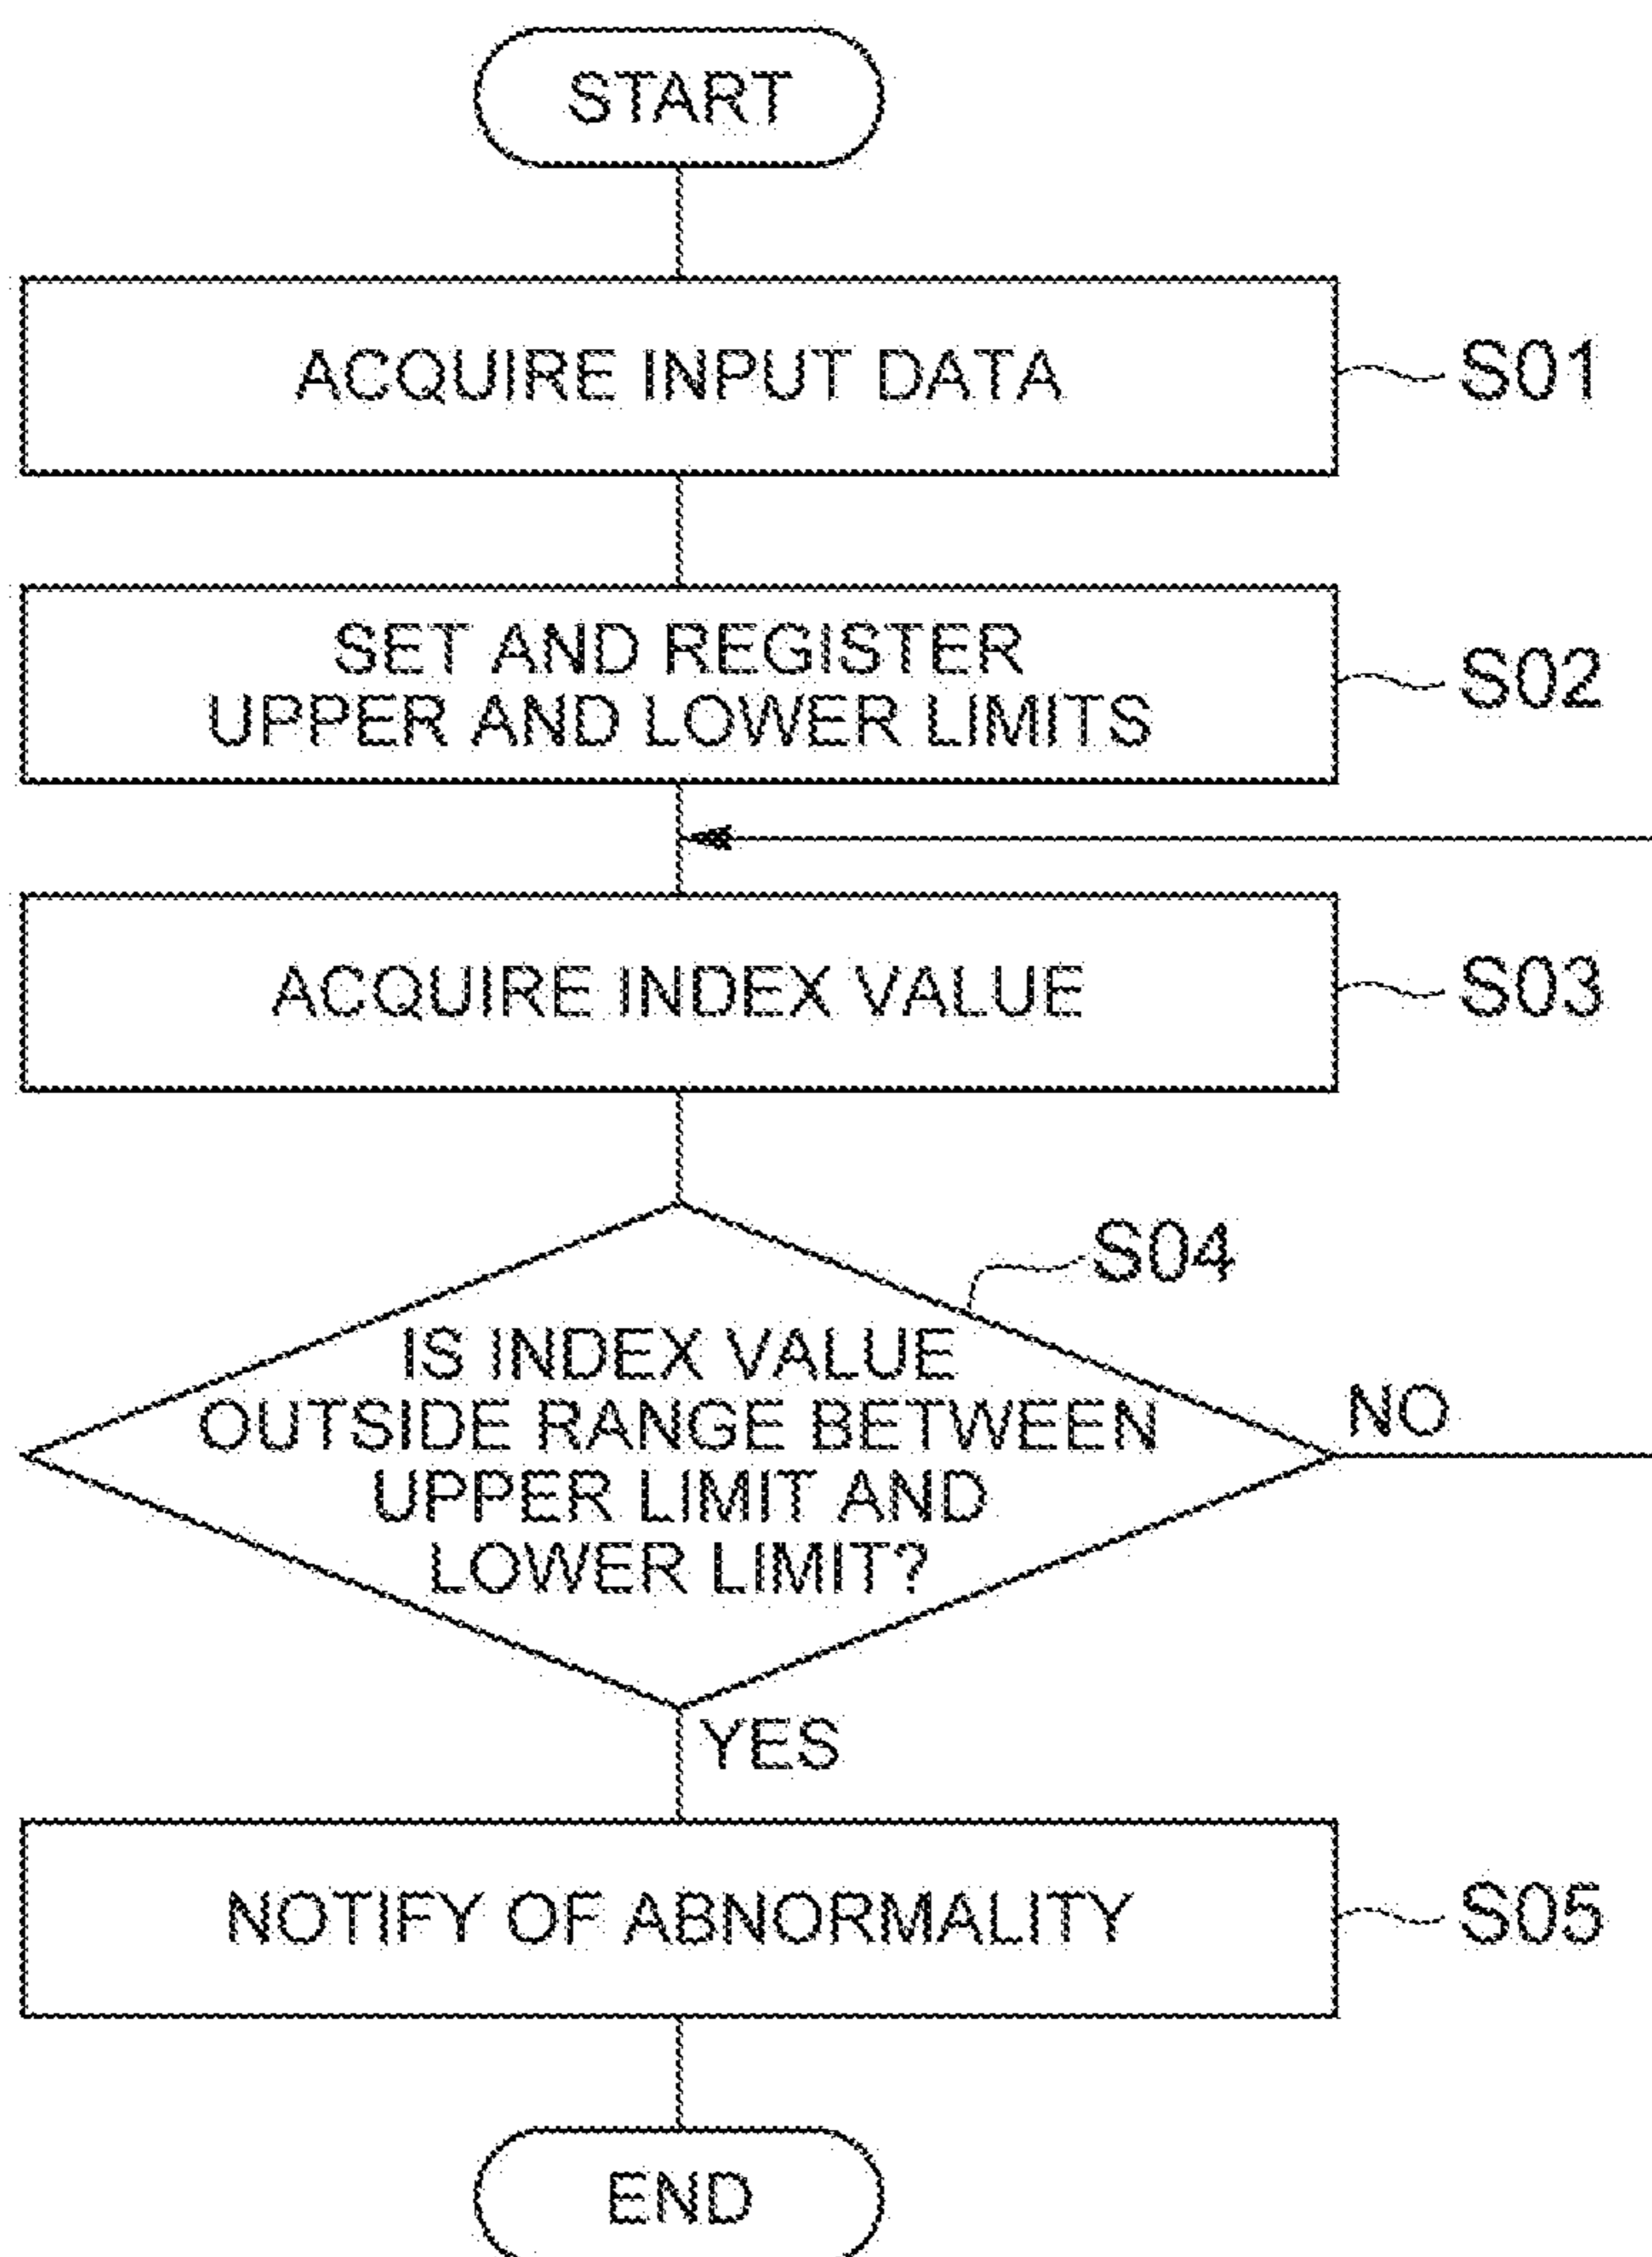 START
ACQUIRE INPUT DATA
S01
SET AND REGISTER
UPPER AND LOWER LIMITS
S02
ACQUIRE INDEX VALUE
S03
S04
IS INDEX VALUE
OUTSIDE RANGE BETWEEN
UPPER LIMIT AND
LOWER LIMIT?
NO
YES
NOTIFY OF ABNORMALITY
S05
END